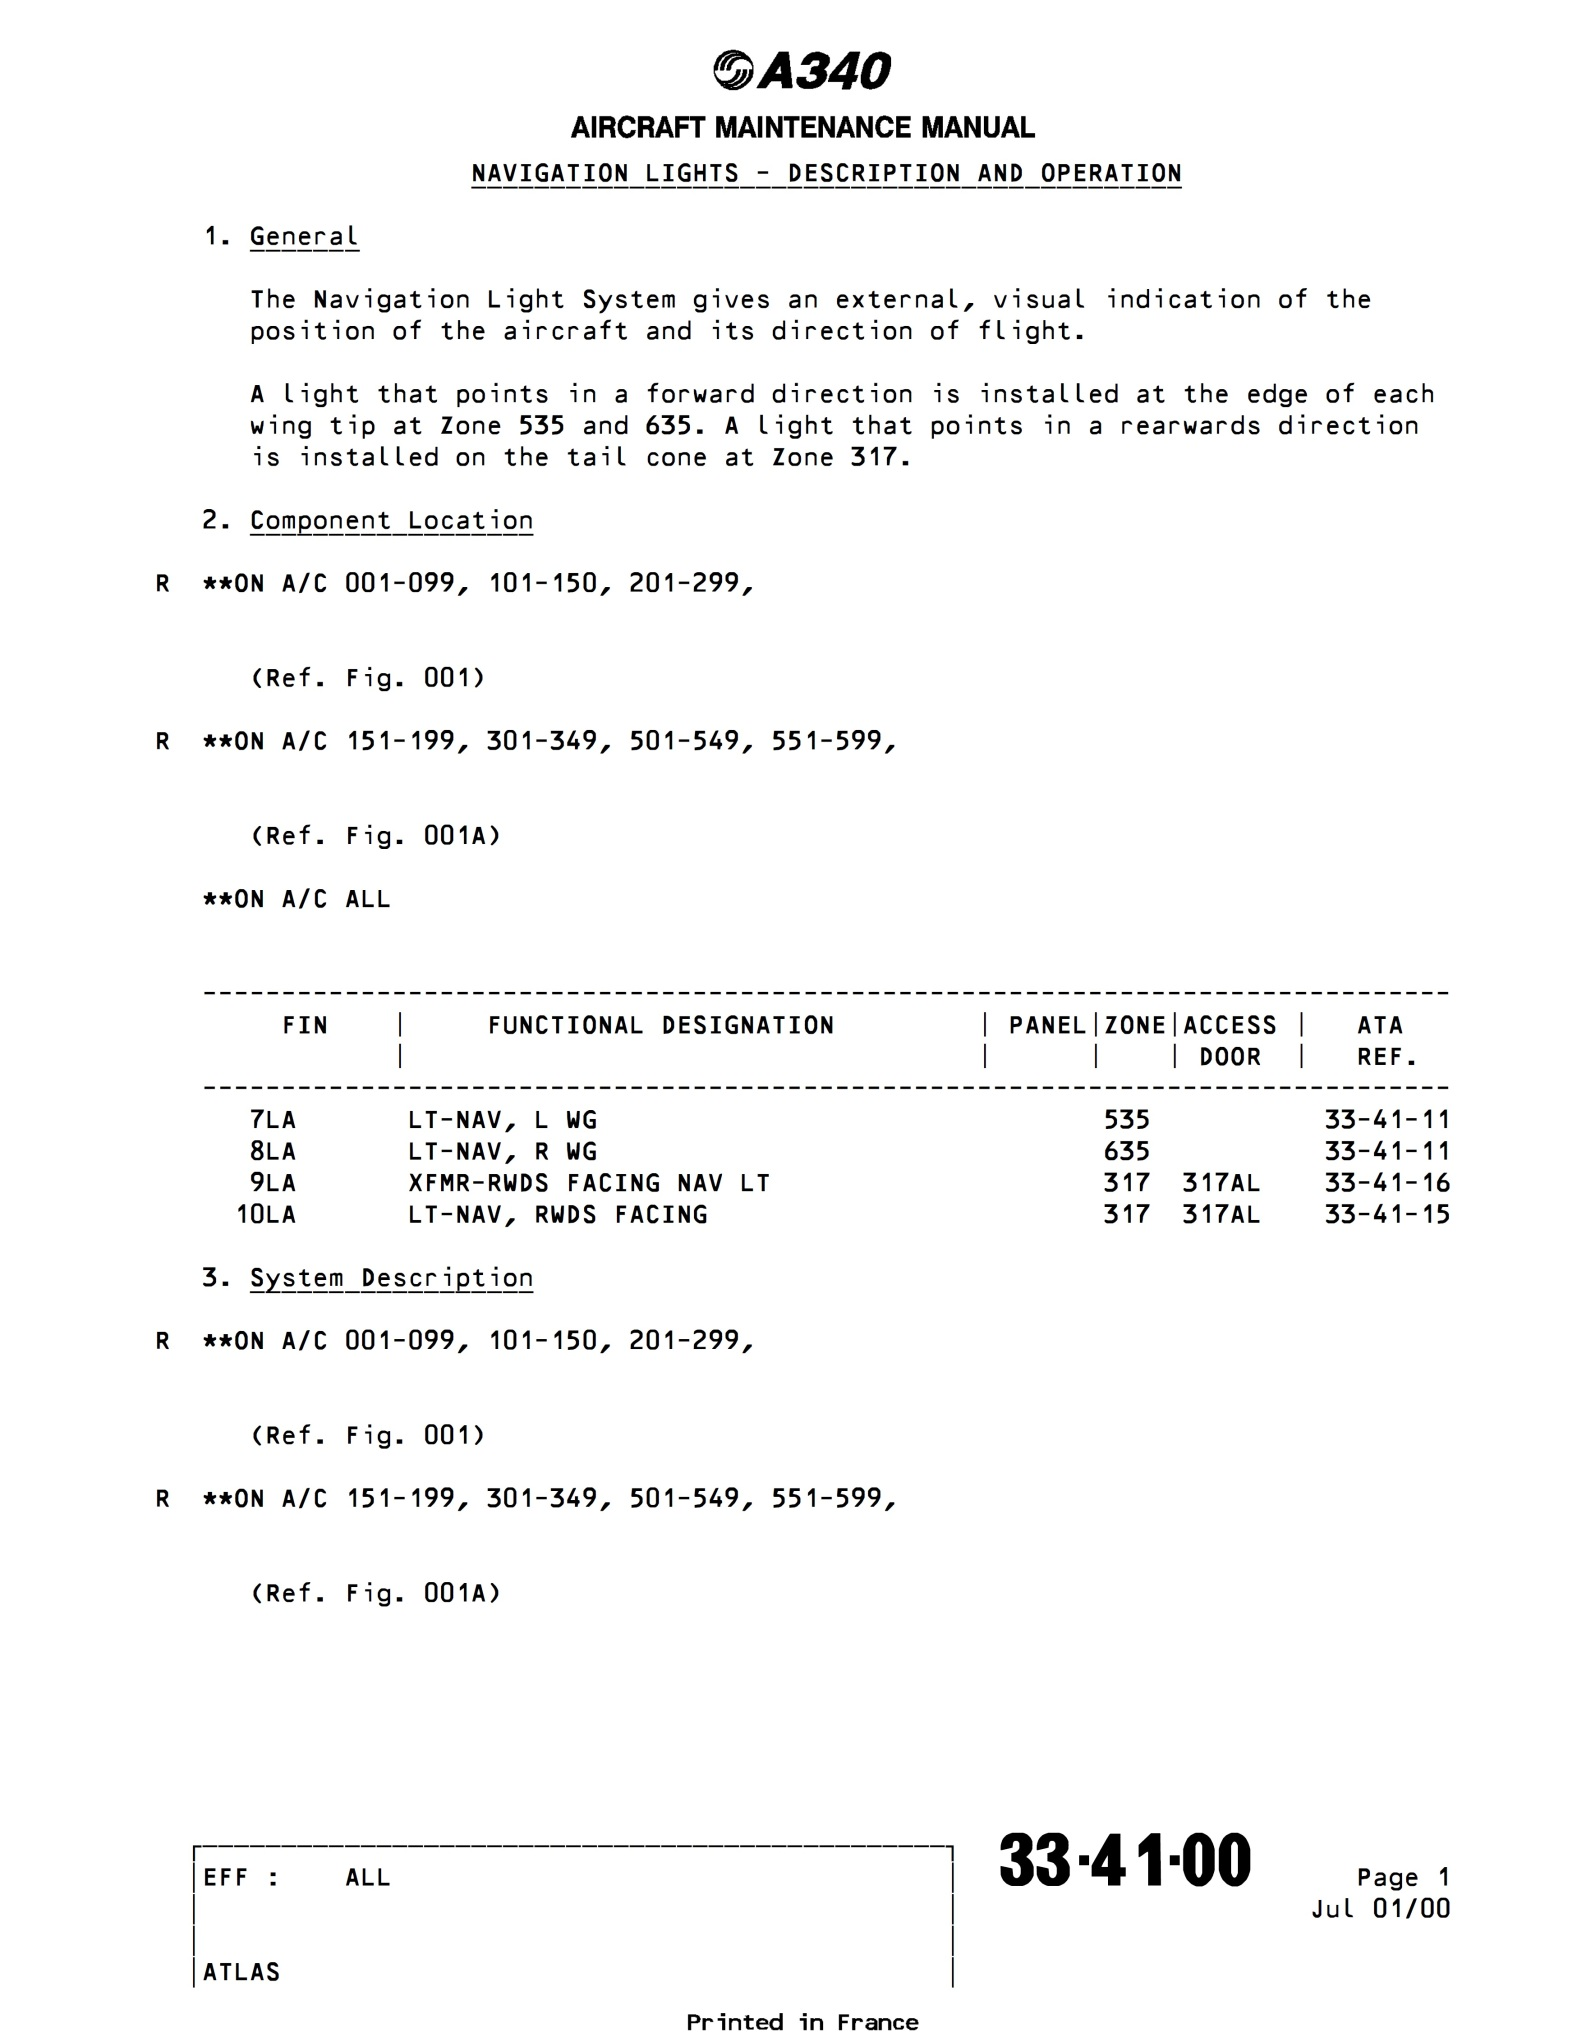 A340
AIRCRAFT MAINTENANCE MANUAL
NAVIGATION LIGHTS - DESCRIPTION AND OPERATION
1. General
The Navigation Light System gives an external, visual indication of the
position of the aircraft and its direction of flight.
A light that points in a forward direction is installed at the edge of each
wing tip at Zone 535 and 635. A light that points in a rearwards direction
is installed on the tail cone at Zone 317.
2. Component Location
R **ON A/C 001-099, 101-150, 201-299,
(Ref. Fig. 001)
R **ON A/C 151-199, 301-349, 501-549, 551-599,
(Ref. Fig. 001A)
**ON A/C ALL
FIN | FUNCTIONAL DESIGNATION | PANEL|ZONE|ACCESS | ATA
| | | | DOOR | REF.
7LA LT-NAV, L WG 535 33-41-11
8LA LT-NAV, R WG 635 33-41-11
9LA XFMR-RWDS FACING NAV LT 317 317AL 33-41-16
10LA LT-NAV, RWDS FACING 317 317AL 33-41-15
3. System Description
R **ON A/C 001-099, 101-150, 201-299,
(Ref. Fig. 001)
R **ON A/C 151-199, 301-349, 501-549, 551-599,
(Ref. Fig. 001A)
EFF : ALL
33-41-00
Page 1
Jul 01/00
ATLAS
Printed in France